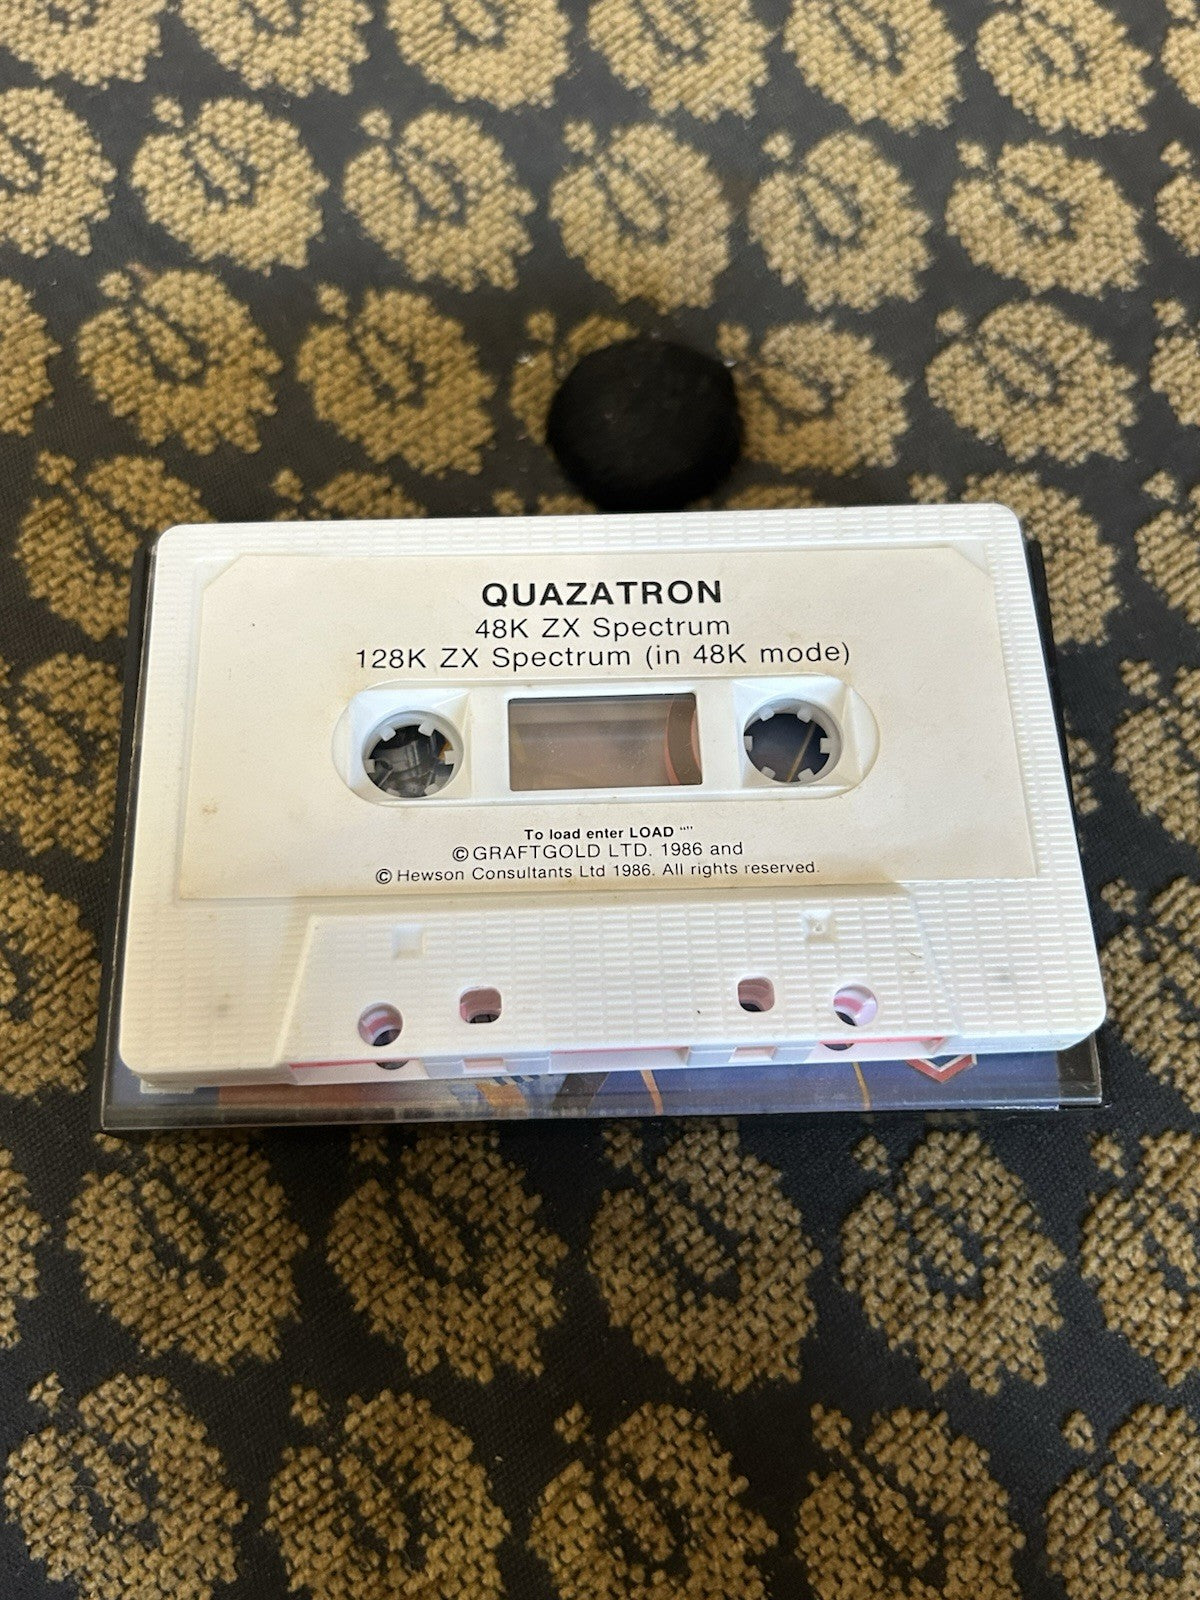 QUAZATRON
48K ZX Spectrum
128K ZX Spectrum (in 48K mode)
To load enter LOAD “”
©GRAFTGOLD LTD. 1986 and
©Hewson Consultants Ltd 1986. All rights reserved.